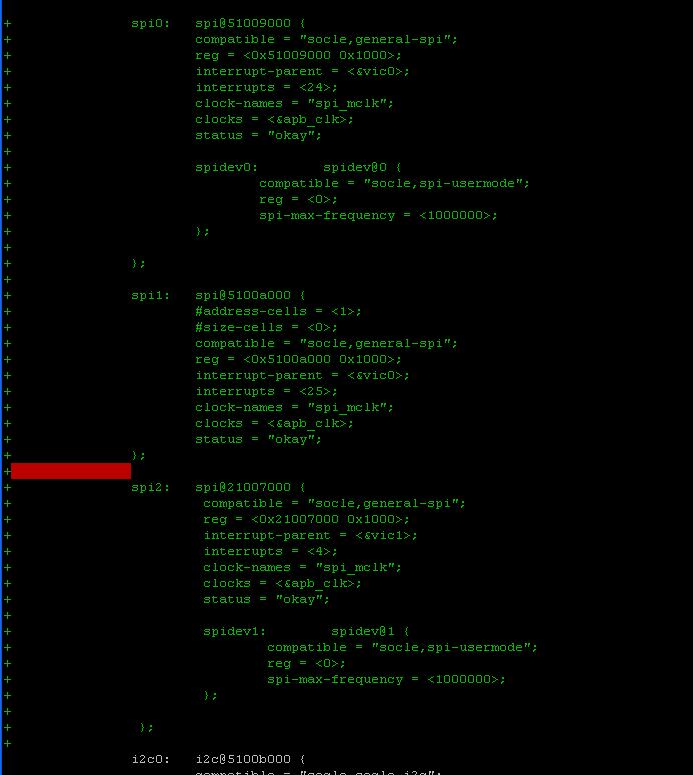 + spi0: spi@51009000 {
+ compatible = "socle,general-spi";
+ reg = <0x51009000 0x1000>;
+ interrupt-parent = <&vic0>;
+ interrupts = <24>;
+ clock-names = "spi_mclk";
+ clocks = <&apb_clk>;
+ status = "okay";
+
+ spidev0: spidev@0 {
+ compatible = "socle,spi-usermode";
+ reg = <0>;
+ spi-max-frequency = <1000000>;
+ };
+
+ };
+
+ spi1: spi@5100a000 {
+ #address-cells = <1>;
+ #size-cells = <0>;
+ compatible = "socle,general-spi";
+ reg = <0x5100a000 0x1000>;
+ interrupt-parent = <&vic0>;
+ interrupts = <25>;
+ clock-names = "spi_mclk";
+ clocks = <&apb_clk>;
+ status = "okay";
+ };
+
+ spi2: spi@21007000 {
+ compatible = "socle,general-spi";
+ reg = <0x21007000 0x1000>;
+ interrupt-parent = <&vic1>;
+ interrupts = <4>;
+ clock-names = "spi_mclk";
+ clocks = <&apb_clk>;
+ status = "okay";
+
+ spidev1: spidev@1 {
+ compatible = "socle,spi-usermode";
+ reg = <0>;
+ spi-max-frequency = <1000000>;
+ };
+
+ };
+
i2c0: i2c@5100b000 {